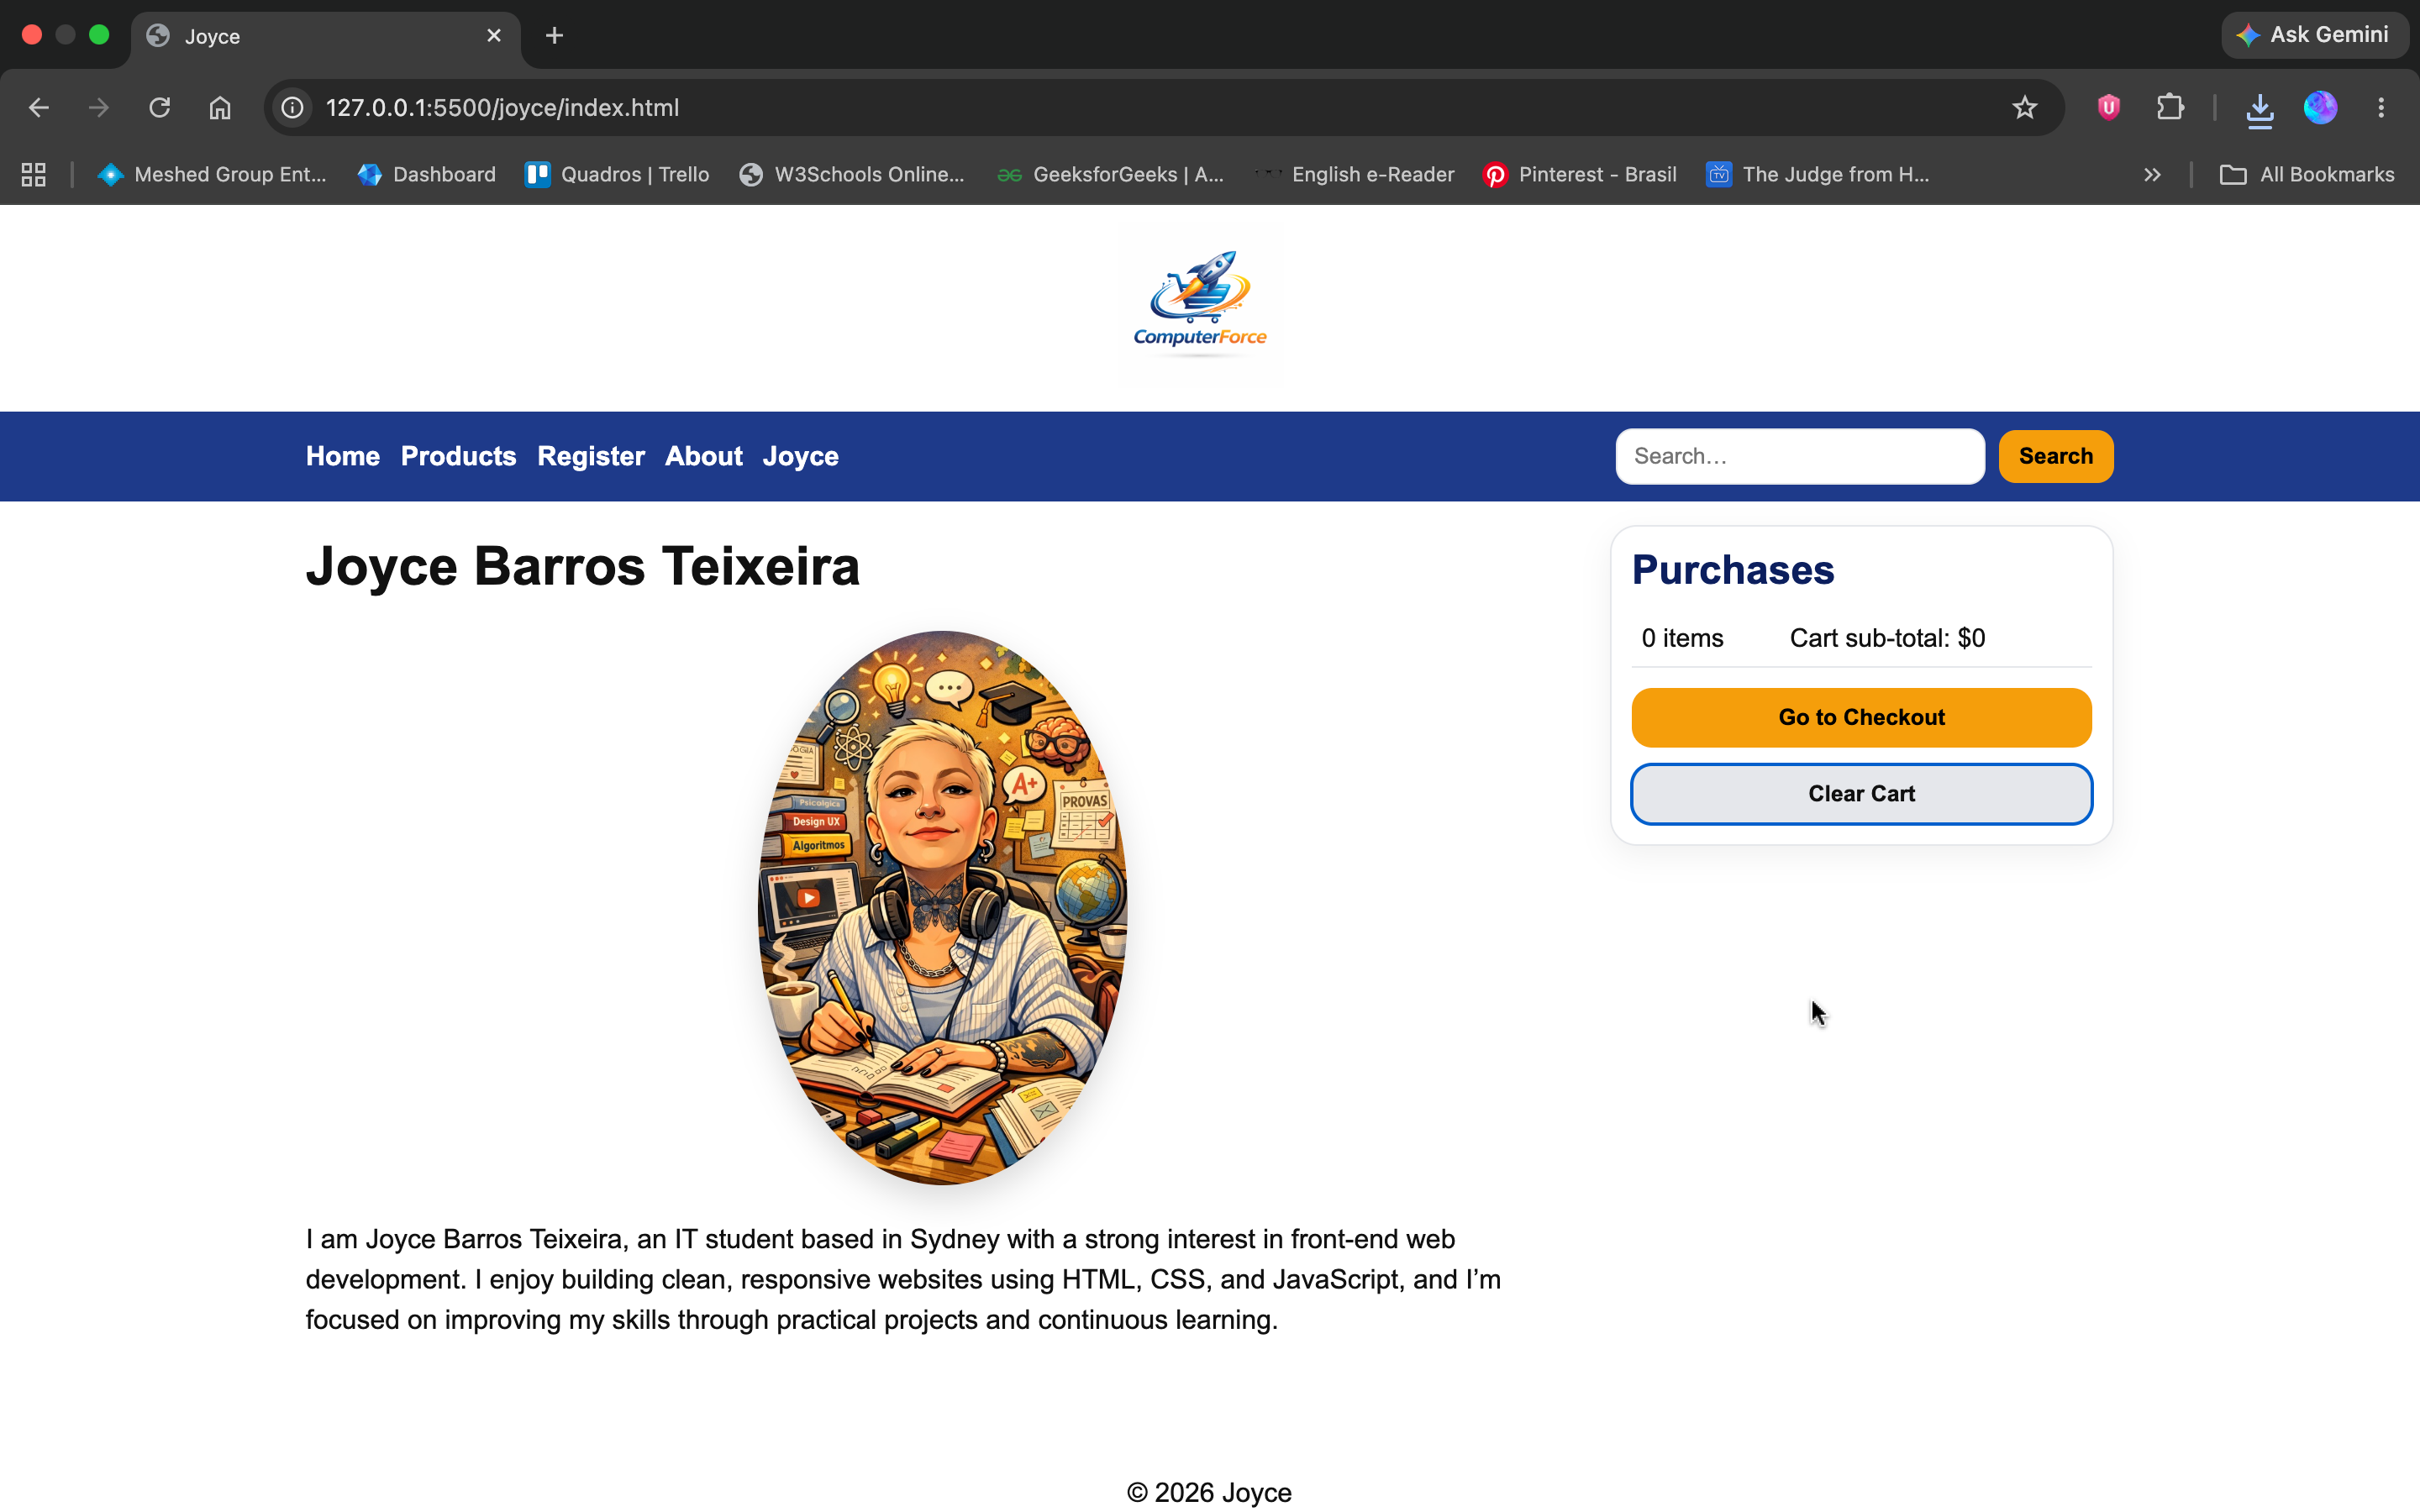 Joyce
Ask Gemini
127.0.0.1:5500/joyce/index.html
Meshed Group Ent...
Dashboard
Quadros | Trello
W3Schools Online...
GeeksforGeeks | A...
English e-Reader
Pinterest - Brasil
The Judge from H...
All Bookmarks
ComputerForce
Home Products Register About Joyce
Search...
Search
Joyce Barros Teixeira
A+
PROVAS
Psicolgics
Design UX
Algoritmos
I am Joyce Barros Teixeira, an IT student based in Sydney with a strong interest in front-end web
development. I enjoy building clean, responsive websites using HTML, CSS, and JavaScript, and I’m
focused on improving my skills through practical projects and continuous learning.
Purchases
0 items Cart sub-total: $0
Go to Checkout
Clear Cart
© 2026 Joyce